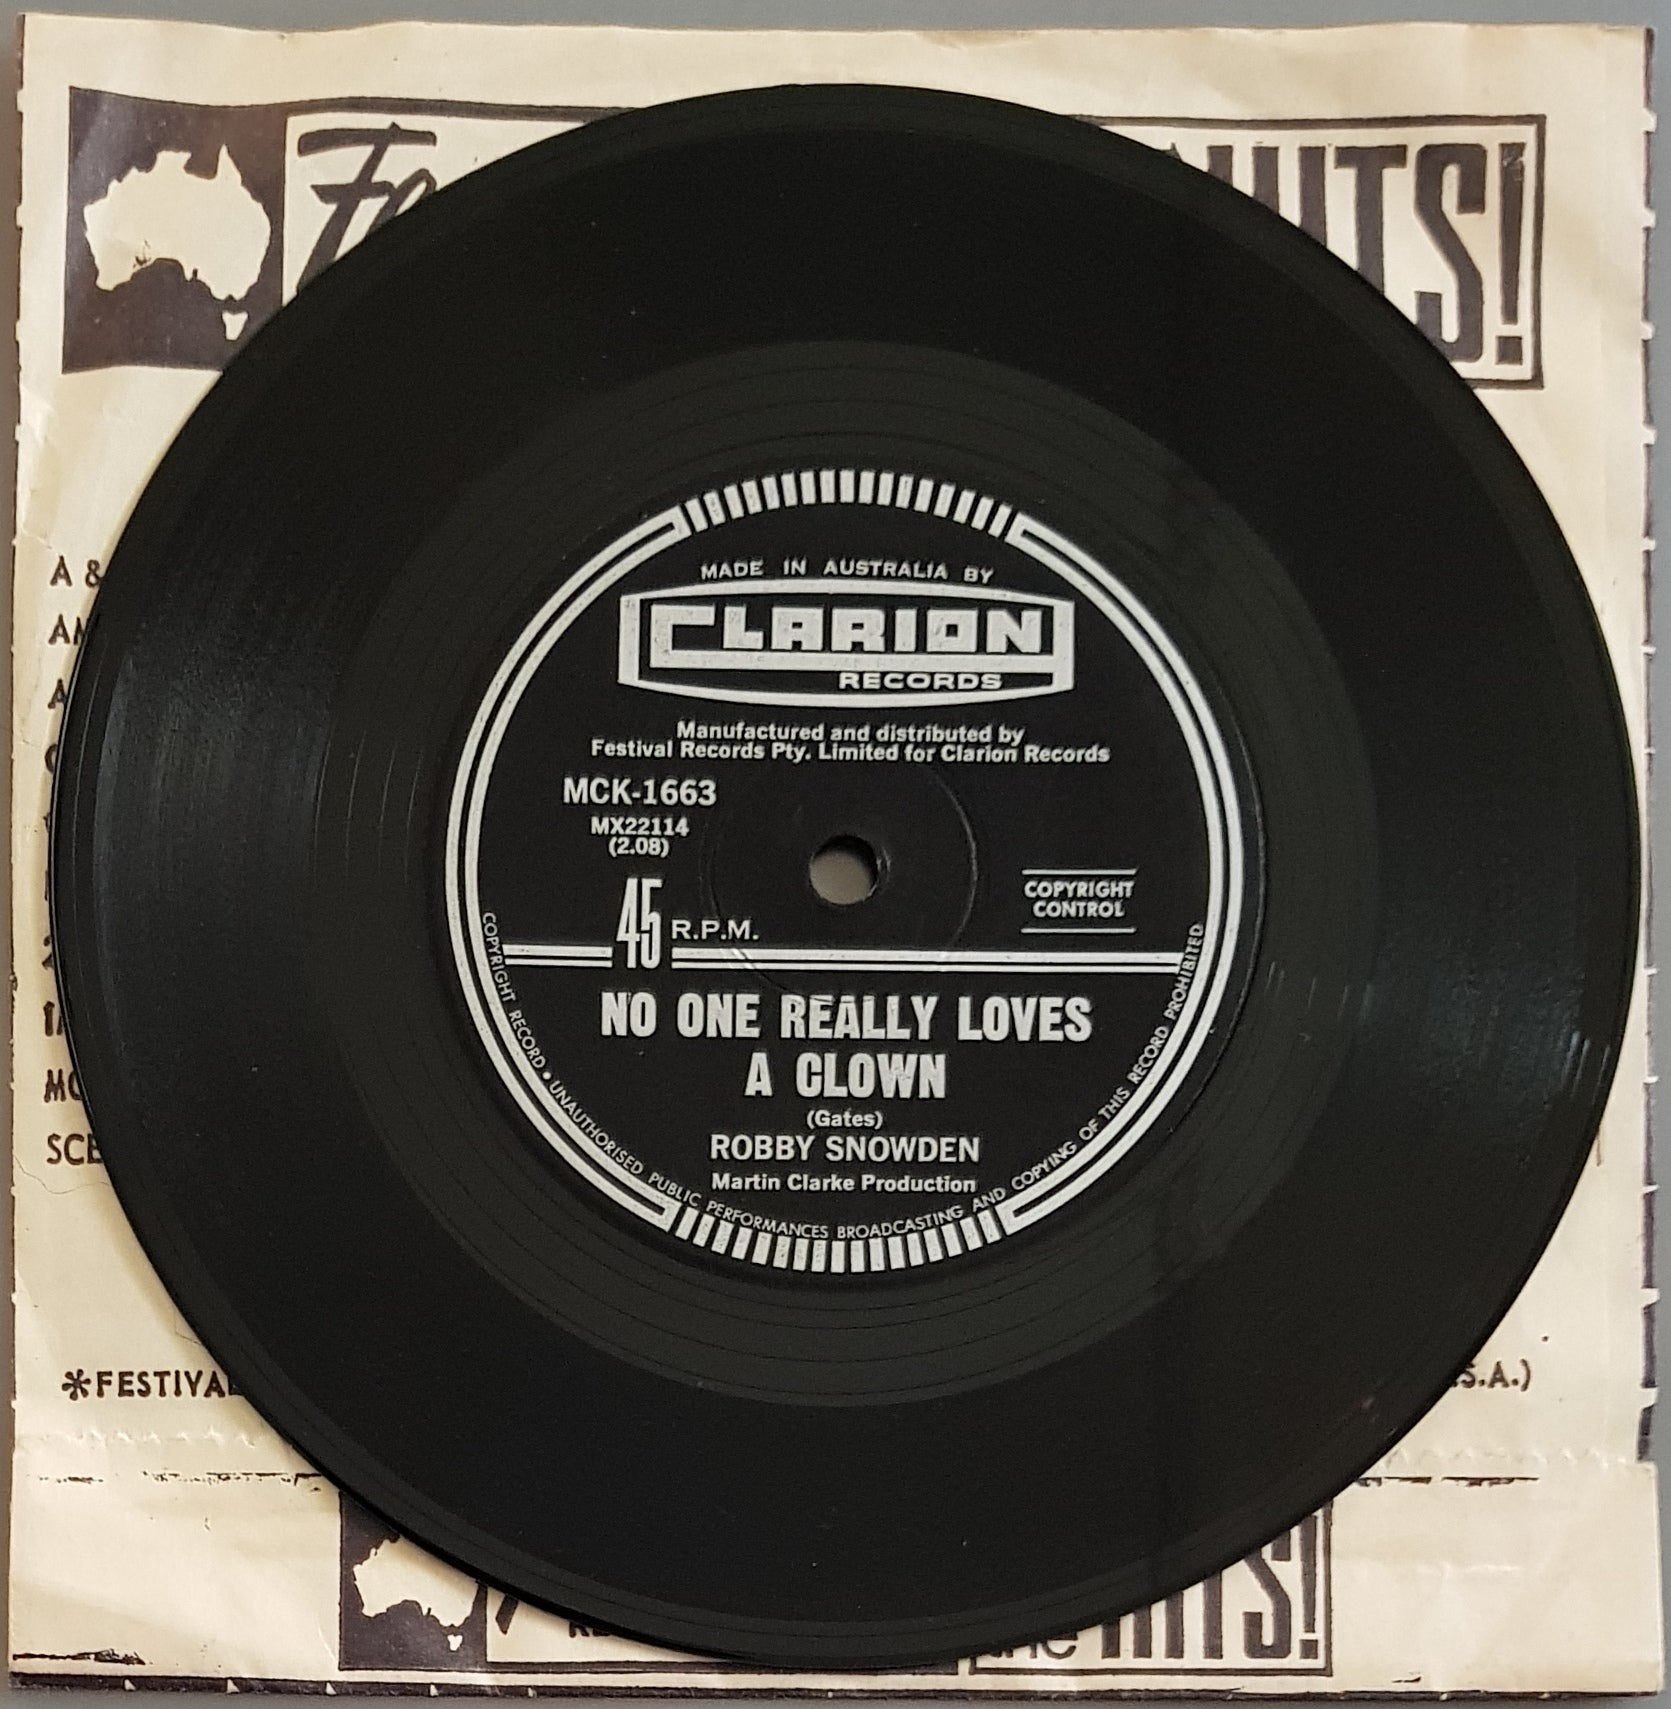 HITS!
MADE IN AUSTRALIA BY
CLARION
RECORDS
Manufactured and distributed by
Festival Records Pty. Limited for Clarion Records
MCK-1663
MX22114
(2.08)
45 R.P.M.
COPYRIGHT
CONTROL
NO ONE REALLY LOVES
A CLOWN
(Gates)
ROBBY SNOWDEN
Martin Clarke Production
COPYRIGHT RECORD • UNAUTHORISED PUBLIC PERFORMANCES BROADCASTING AND COPYING OF THIS RECORD PROHIBITED.
A &
SCE
*FESTIVAL
.S.A.)
the HITS!